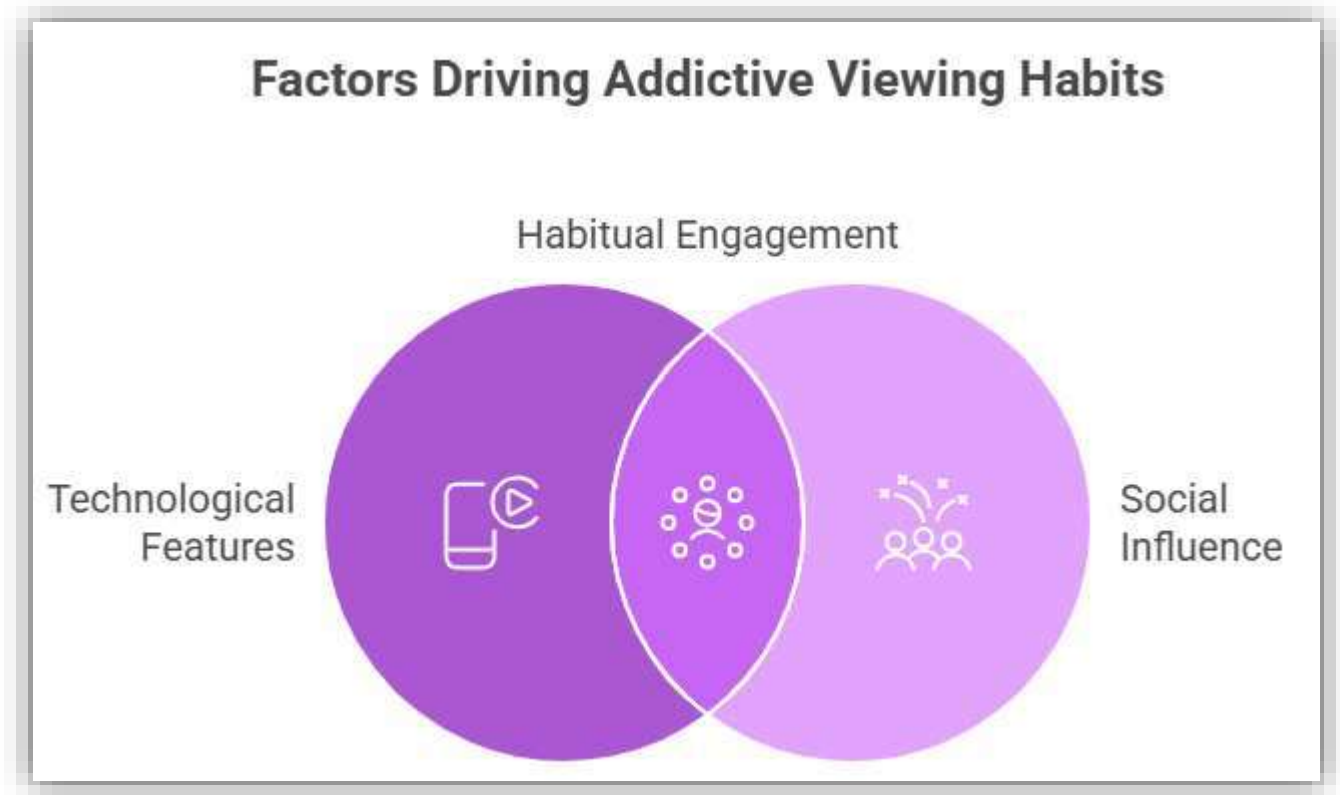 Factors Driving Addictive Viewing Habits
Habitual Engagement
Technological
Features
Social
Influence